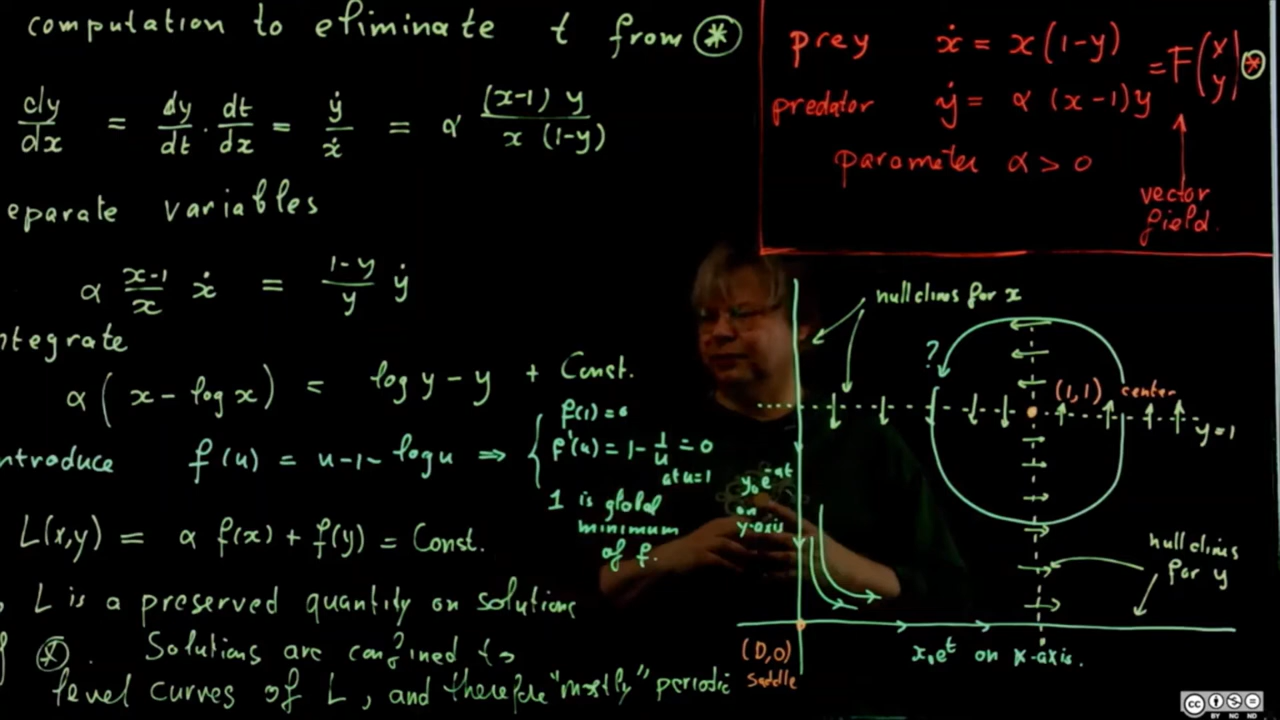 computation to eliminate t from ⊛
dy/dx = dy/dt · dt/dx = ẏ/ẋ = α (x-1) y / x (1-y)
eparate variables
α x-1/x ẋ = 1-y/y ẏ
ntegrate
α ( x - log x ) = log y - y + Const.
ntroduce f(u) = u-1-log u ⇒ {
f(1) = 0
f'(u) = 1 - 1/u = 0
at u=1
1 is global
minimum
of f.
L(x,y) = α f(x) + f(y) = Const.
L is a preserved quantity on solutions
f ⊛. Solutions are confined to
level curves of L, and therefore "mostly" periodic
prey ẋ = x (1-y)
= F(x y) ⊛
predator ẏ = α (x-1) y
parameter α > 0
vector
field.
nullclines for x
?
(1,1) center
y=1
y₀e^-αt
on
y-axis
nullclines
for y
(0,0)
saddle
x₀e^t on x-axis.
cc
BY NC ND